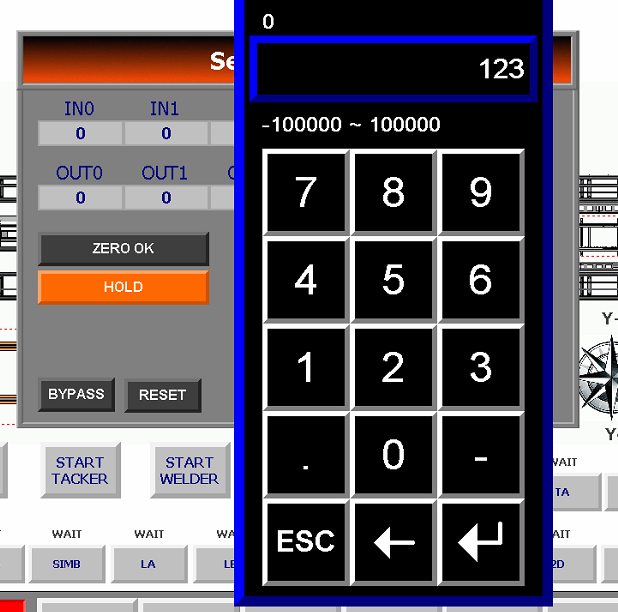 0
123
-100000 ~ 100000
7 8 9
4 5 6
1 2 3
. 0 -
ESC
Se
IN0 IN1
0 0
OUT0 OUT1
0 0
ZERO OK
HOLD
BYPASS RESET
START TACKER
START WELDER
Y-
Y-
WAIT
TA
WAIT WAIT WA
SIMB LA LE
AIT
2D